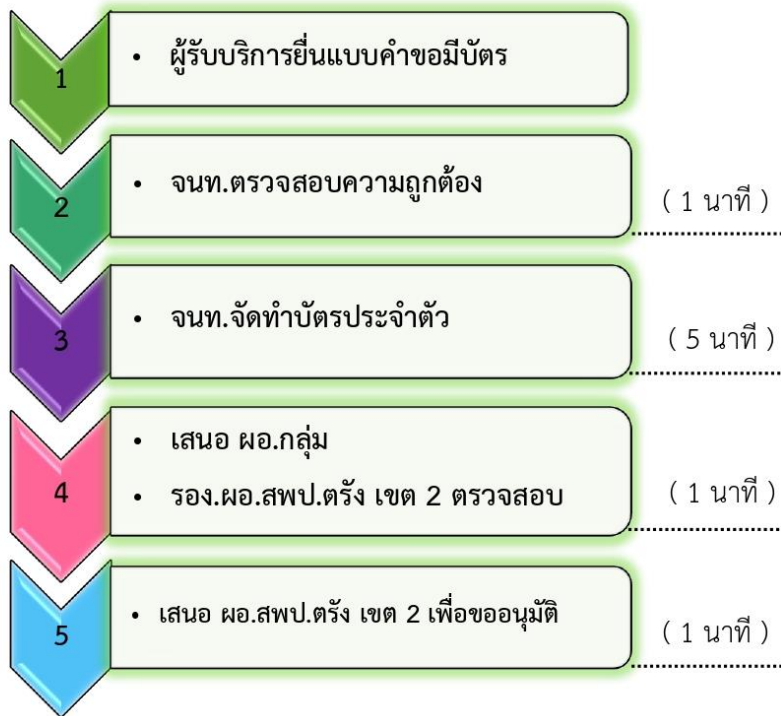 1
• ผู้รับบริการยื่นแบบคำขอมีบัตร
2
• จนท.ตรวจสอบความถูกต้อง
( 1 นาที )
3
• จนท.จัดทำบัตรประจำตัว
( 5 นาที )
4
• เสนอ ผอ.กลุ่ม
• รอง.ผอ.สพป.ตรัง เขต 2 ตรวจสอบ
( 1 นาที )
5
• เสนอ ผอ.สพป.ตรัง เขต 2 เพื่อขออนุมัติ
( 1 นาที )